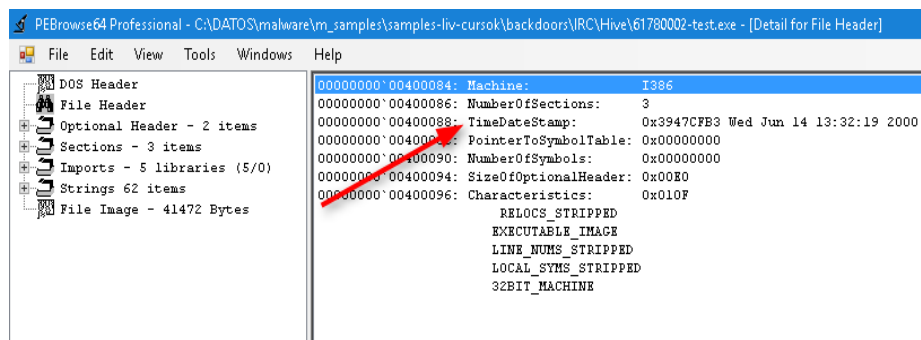 PEBrowse64 Professional - C:\DATOS\malware\m_samples\samples-liv-cursok\backdoors\IRC\Hive\61780002-test.exe - [Detail for File Header]
File Edit View Tools Windows Help
DOS Header
File Header
Optional Header - 2 items
Sections - 3 items
Imports - 5 libraries (5/0)
Strings 62 items
File Image - 41472 Bytes
00000000`00400084: Machine: I386
00000000`00400086: NumberOfSections: 3
00000000`00400088: TimeDateStamp: 0x3947CFB3 Wed Jun 14 13:32:19 2000
PointerToSymbolTable: 0x00000000
00000000`00400090: NumberOfSymbols: 0x00000000
00000000`00400094: SizeOfOptionalHeader: 0x00E0
00000000`00400096: Characteristics: 0x010F
RELOCS_STRIPPED
EXECUTABLE_IMAGE
LINE_NUMS_STRIPPED
LOCAL_SYMS_STRIPPED
32BIT_MACHINE